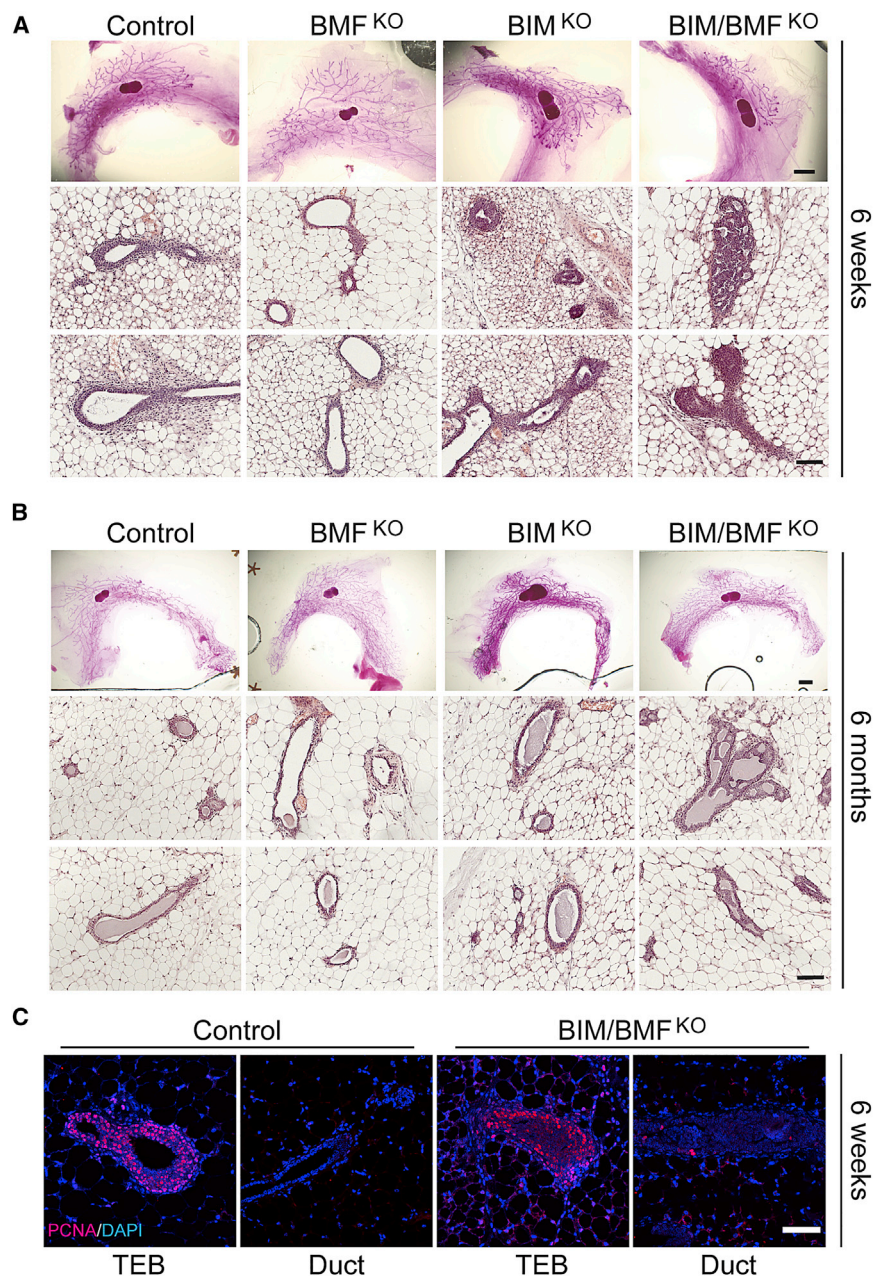 A
Control BMF KO BIM KO BIM/BMF KO
6 weeks
B
Control BMF KO BIM KO BIM/BMF KO
6 months
C
Control BIM/BMF KO
PCNA/DAPI
6 weeks
TEB Duct TEB Duct